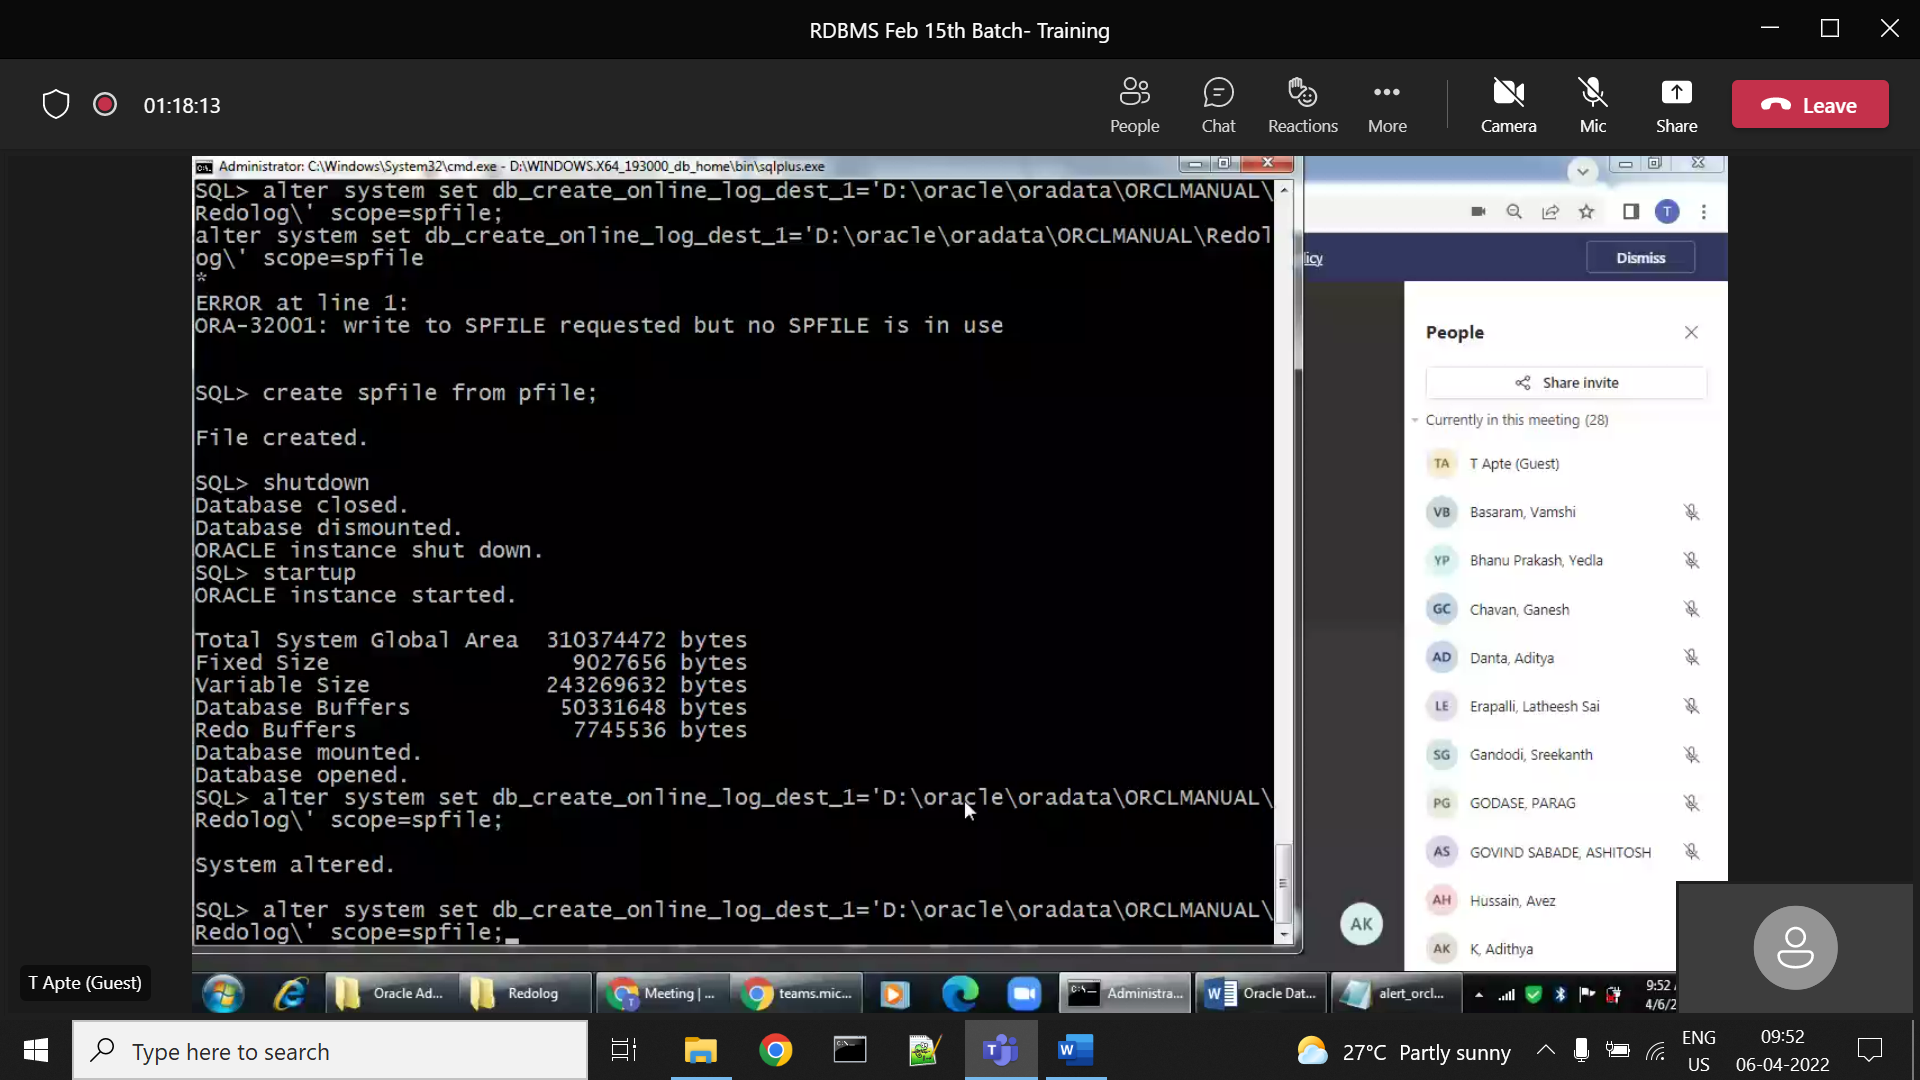 RDBMS Feb 15th Batch- Training
01:18:13
People
Chat
Reactions
More
Camera
Mic
Share
Leave
Administrator: C:\Windows\System32\cmd.exe - D:\WINDOWS.X64_193000_db_home\bin\sqlplus.exe
SQL> alter system set db_create_online_log_dest_1='D:\oracle\oradata\ORCLMANUAL\
Redolog\' scope=spfile;
alter system set db_create_online_log_dest_1='D:\oracle\oradata\ORCLMANUAL\Redol
og\' scope=spfile
*
ERROR at line 1:
ORA-32001: write to SPFILE requested but no SPFILE is in use
SQL> create spfile from pfile;
File created.
SQL> shutdown
Database closed.
Database dismounted.
ORACLE instance shut down.
SQL> startup
ORACLE instance started.
Total System Global Area 310374472 bytes
Fixed Size 9027656 bytes
Variable Size 243269632 bytes
Database Buffers 50331648 bytes
Redo Buffers 7745536 bytes
Database mounted.
Database opened.
SQL> alter system set db_create_online_log_dest_1='D:\oracle\oradata\ORCLMANUAL\
Redolog\' scope=spfile;
System altered.
SQL> alter system set db_create_online_log_dest_1='D:\oracle\oradata\ORCLMANUAL\
Redolog\' scope=spfile;
T
icy
Dismiss
People
Share invite
Currently in this meeting (28)
TA T Apte (Guest)
VB Basaram, Vamshi
YP Bhanu Prakash, Yedla
GC Chavan, Ganesh
AD Danta, Aditya
LE Erapalli, Latheesh Sai
SG Gandodi, Sreekanth
PG GODASE, PARAG
AS GOVIND SABADE, ASHITOSH
AH Hussain, Avez
AK K, Adithya
AK
T Apte (Guest)
Oracle Ad...
Redolog
Meeting | ...
teams.mic...
Administra...
Oracle Dat...
alert_orcl...
9:52
4/6/2
Type here to search
27°C Partly sunny
ENG
US
09:52
06-04-2022